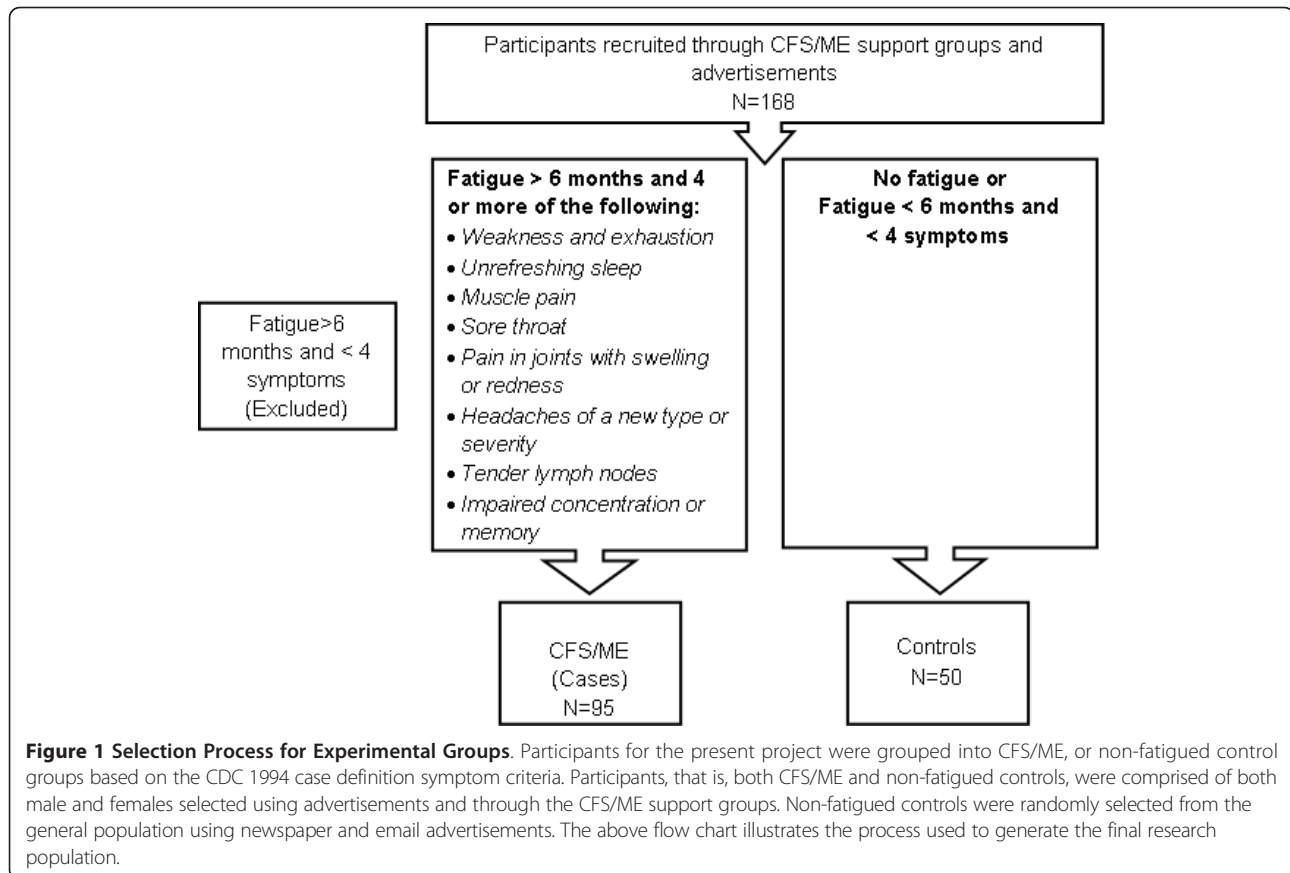 Participants recruited through CFS/ME support groups and
advertisements
N=168
Fatigue > 6 months and 4
or more of the following:
• Weakness and exhaustion
• Unrefreshing sleep
• Muscle pain
• Sore throat
• Pain in joints with swelling
or redness
• Headaches of a new type or
severity
• Tender lymph nodes
• Impaired concentration or
memory
No fatigue or
Fatigue < 6 months and
< 4 symptoms
Fatigue>6
months and < 4
symptoms
(Excluded)
CFS/ME
(Cases)
N=95
Controls
N=50
Figure 1 Selection Process for Experimental Groups. Participants for the present project were grouped into CFS/ME, or non-fatigued control
groups based on the CDC 1994 case definition symptom criteria. Participants, that is, both CFS/ME and non-fatigued controls, were comprised of both
male and females selected using advertisements and through the CFS/ME support groups. Non-fatigued controls were randomly selected from the
general population using newspaper and email advertisements. The above flow chart illustrates the process used to generate the final research
population.